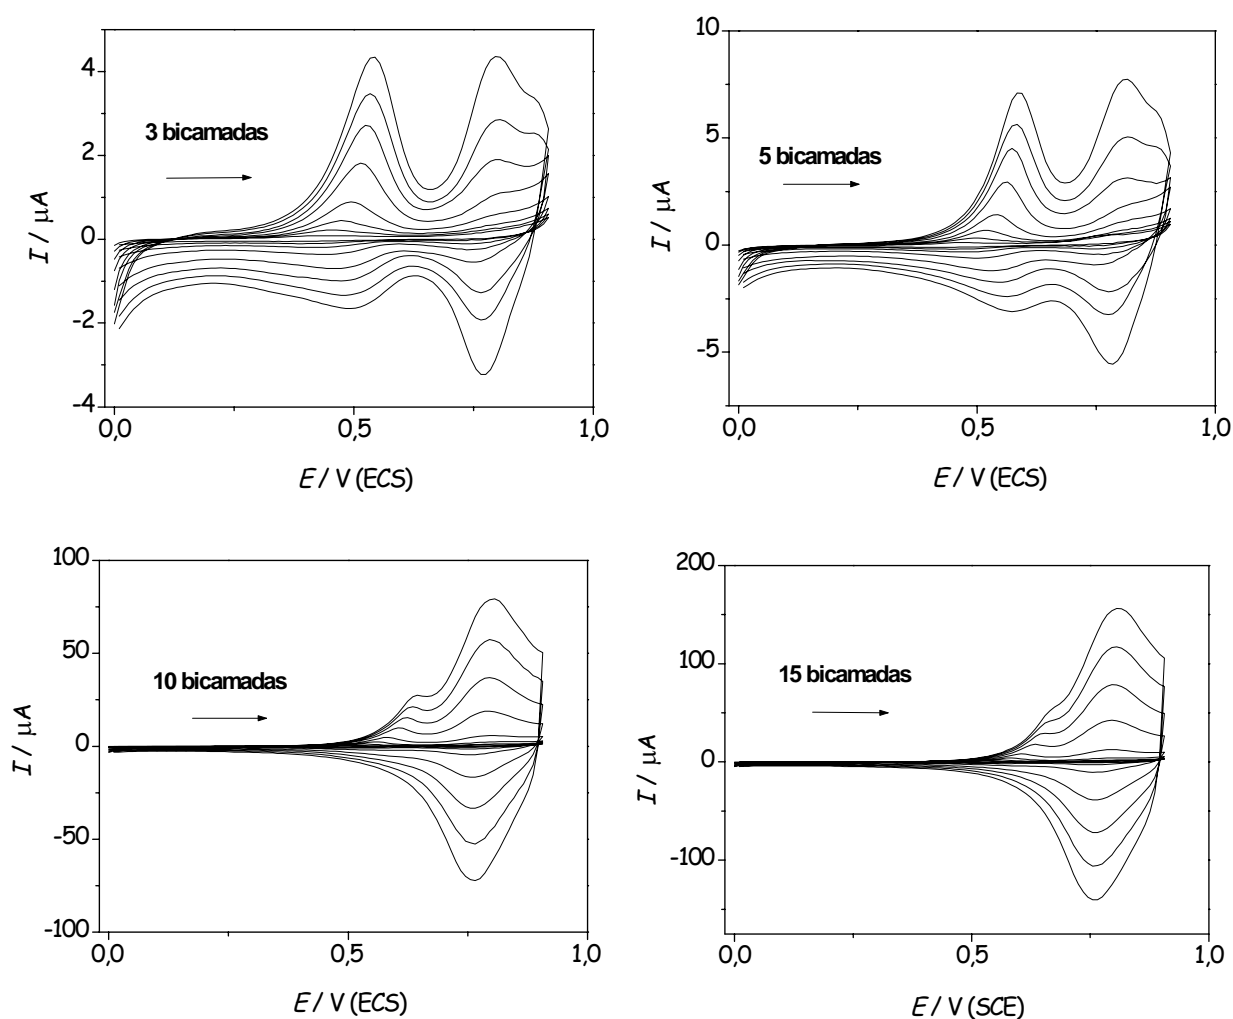 4
2
0
-2
-4
3 bicamadas
I / µA
0,0
0,5
1,0
E / V (ECS)
10
5
0
-5
5 bicamadas
I / µA
0,0
0,5
1,0
E / V (ECS)
100
50
0
-50
-100
10 bicamadas
I / µA
0,0
0,5
1,0
E / V (ECS)
200
100
0
-100
15 bicamadas
I / µA
0,0
0,5
1,0
E / V (SCE)